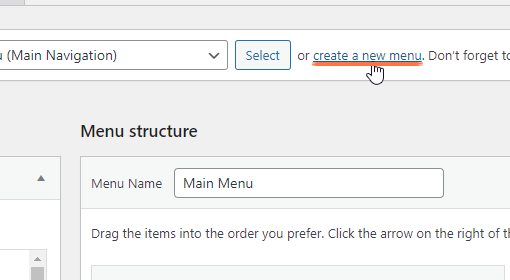 (Main Navigation) Select or create a new menu. Don't forget to
Menu structure
Menu Name Main Menu
Drag the items into the order you prefer. Click the arrow on the right of